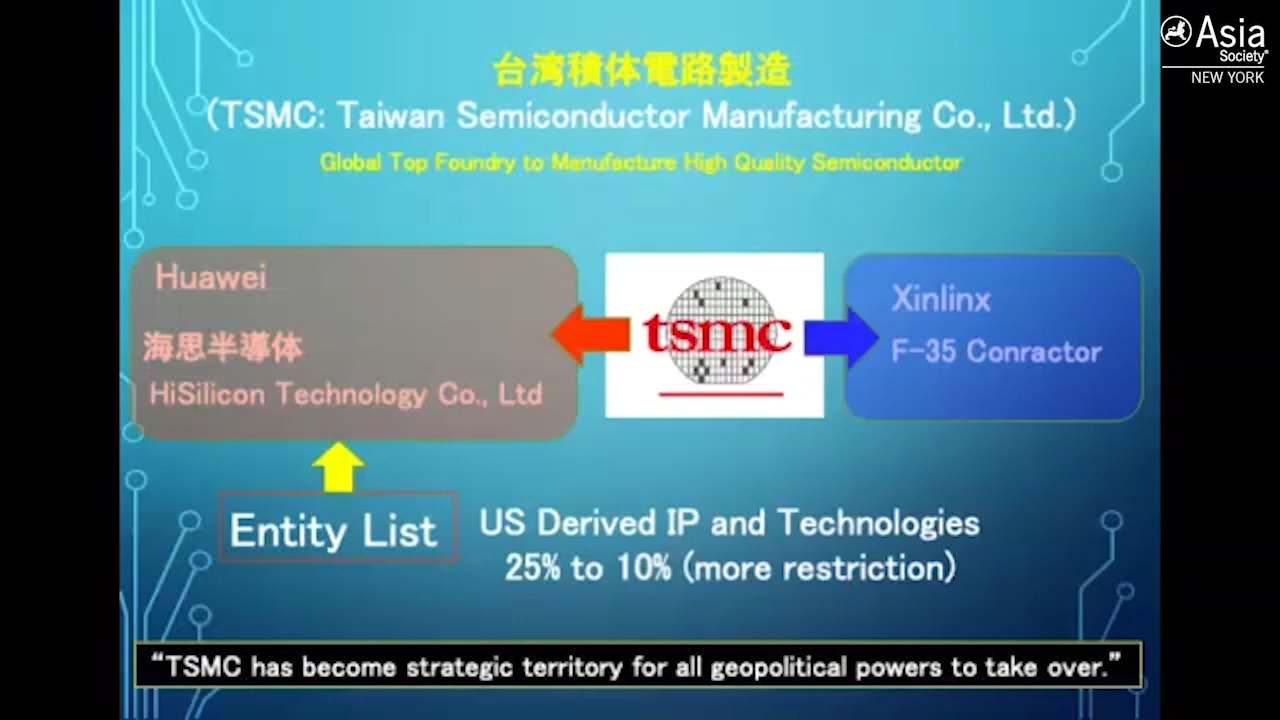 Asia
Society
NEW YORK
台湾積体電路製造
(TSMC: Taiwan Semiconductor Manufacturing Co., Ltd.)
Global Top Foundry to Manufacture High Quality Semiconductor
Huawei
海思半導体
HiSilicon Technology Co., Ltd
tsmc
Xinlinx
F-35 Conractor
Entity List
US Derived IP and Technologies
25% to 10% (more restriction)
“TSMC has become strategic territory for all geopolitical powers to take over.”